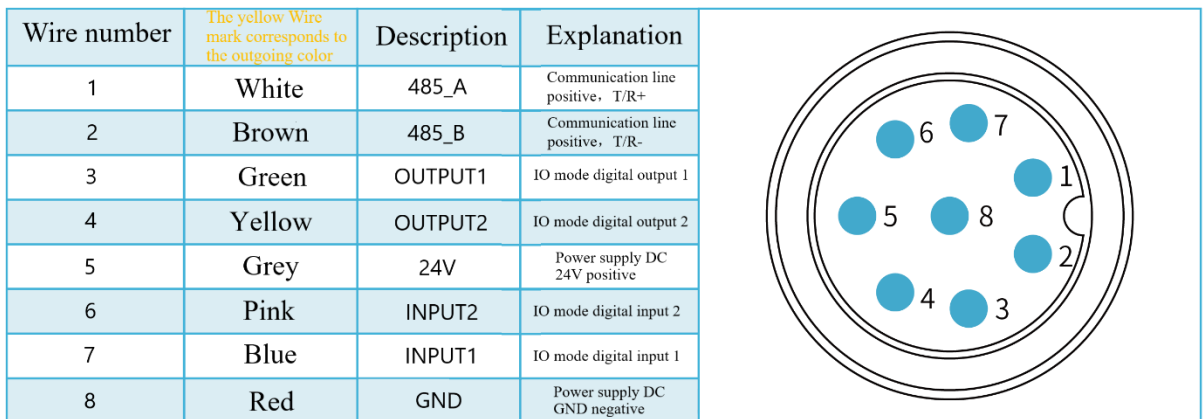 Wire number
The yellow Wire
mark corresponds to
the outgoing color
Description
Explanation
1
White
485_A
Communication line
positive，T/R+
2
Brown
485_B
Communication line
positive，T/R-
3
Green
OUTPUT1
IO mode digital output 1
4
Yellow
OUTPUT2
IO mode digital output 2
5
Grey
24V
Power supply DC
24V positive
6
Pink
INPUT2
IO mode digital input 2
7
Blue
INPUT1
IO mode digital input 1
8
Red
GND
Power supply DC
GND negative
6
7
1
5
8
2
4
3